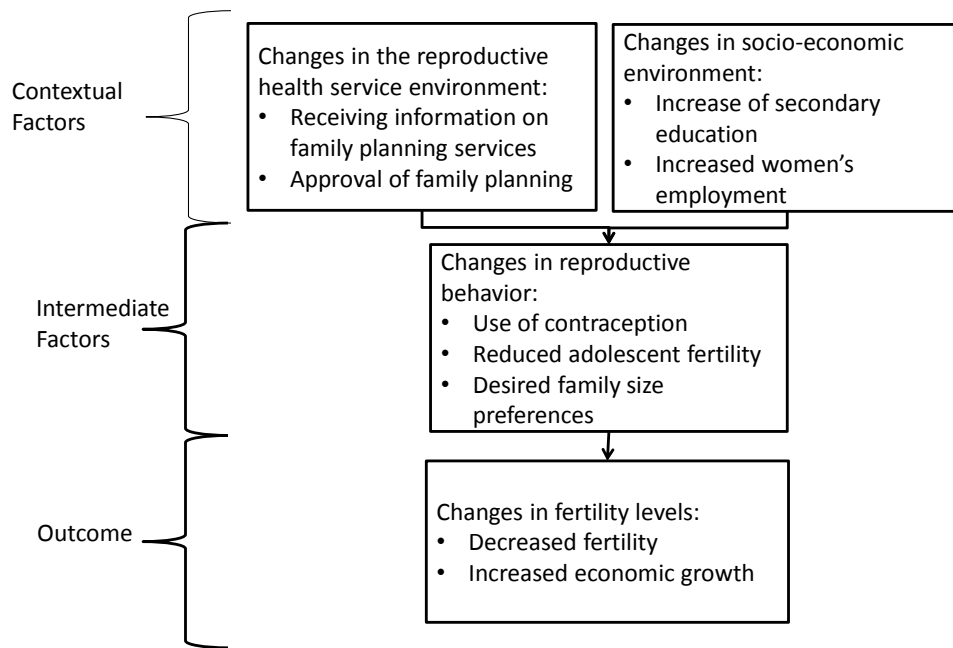 Contextual
Factors
Changes in the reproductive
health service environment:
• Receiving information on
family planning services
• Approval of family planning
Changes in socio-economic
environment:
• Increase of secondary
education
• Increased women's
employment
Intermediate
Factors
Changes in reproductive
behavior:
• Use of contraception
• Reduced adolescent fertility
• Desired family size
preferences
Outcome
Changes in fertility levels:
• Decreased fertility
• Increased economic growth